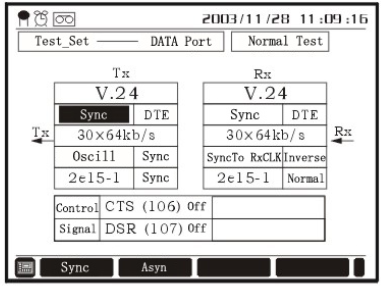 2003/11/28 11:09:16
Test_Set —— DATA Port Normal Test
Tx Rx
V.24 V.24
Sync DTE Sync DTE
Tx 30×64kb/s 30×64kb/s Rx
Oscill Sync SyncTo RxCLK Inverse
2e15-1 Sync 2e15-1 Normal
Control CTS (106) Off
Signal DSR (107) Off
Sync Asyn